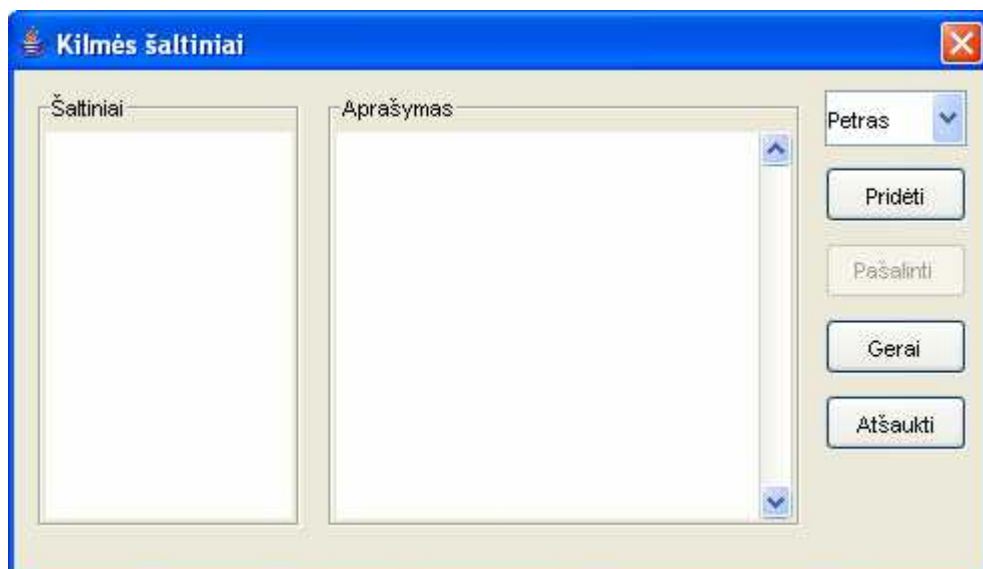 Kilmės šaltiniai
Šaltiniai
Aprašymas
Petras
Pridėti
Pašalinti
Gerai
Atšaukti